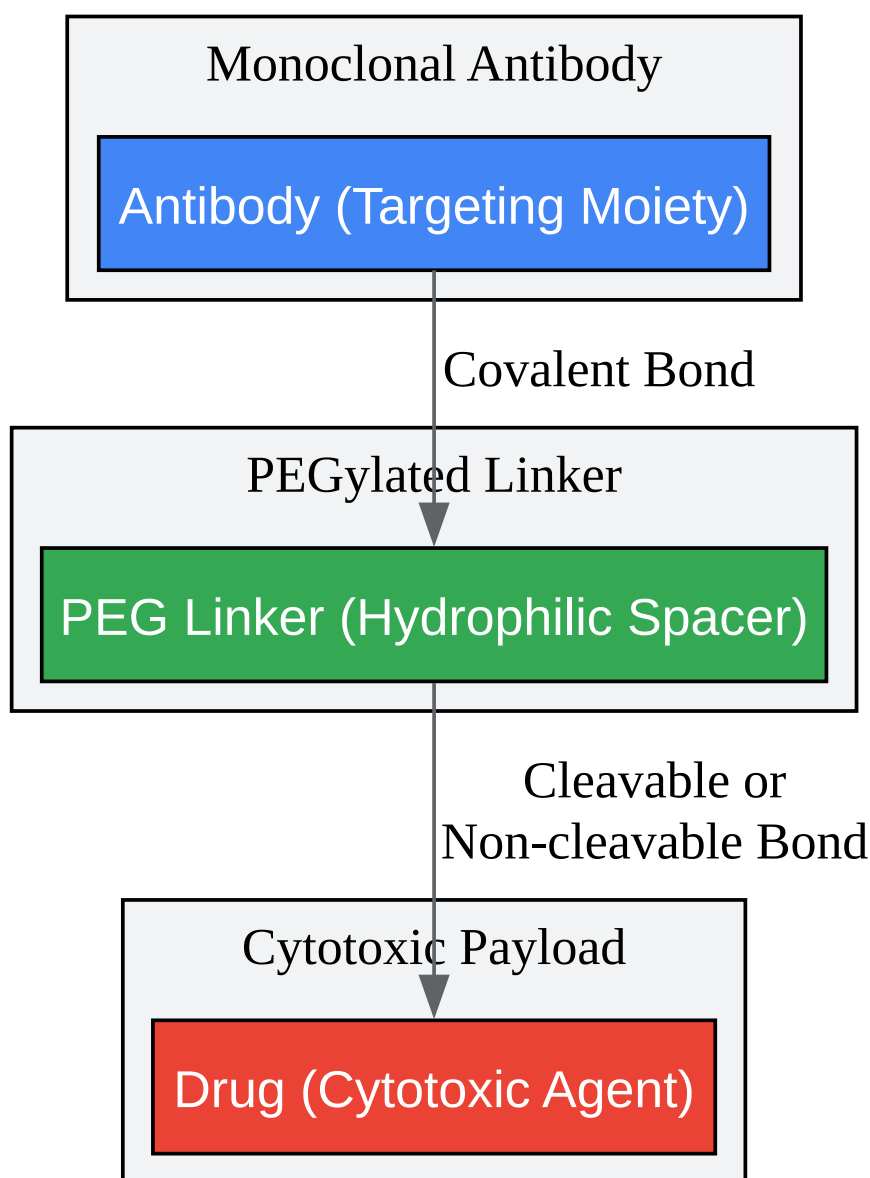 Monoclonal Antibody
Antibody (Targeting Moiety)
Covalent Bond
PEGylated Linker
PEG Linker (Hydrophilic Spacer)
Cleavable or
Non-cleavable Bond
Cytotoxic Payload
Drug (Cytotoxic Agent)